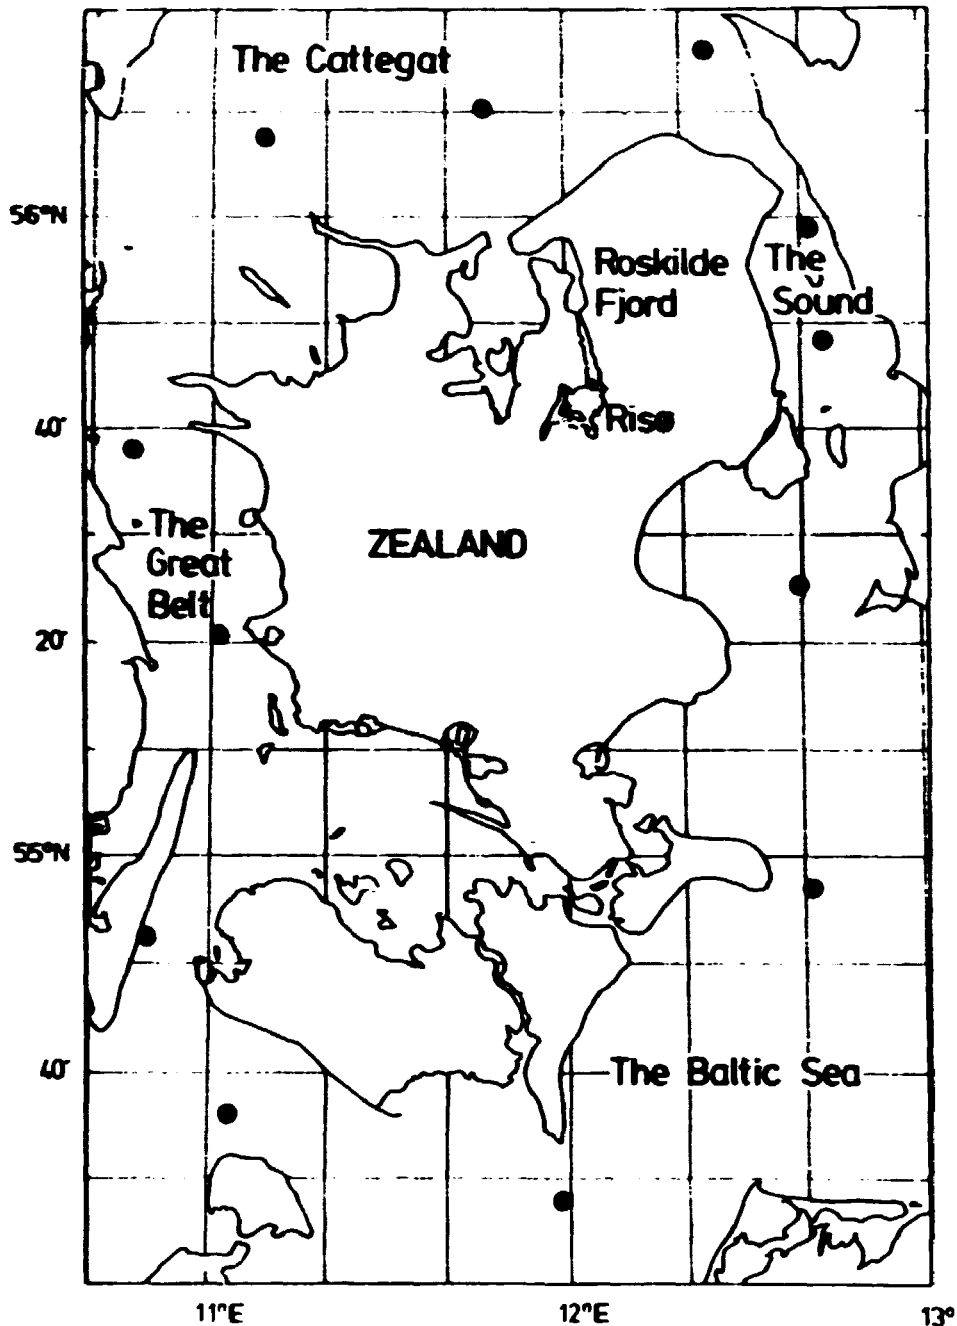 The Cattegat
56°N
Roskilde
Fjord
The
Sound
40'
Risø
The
Great
Belt
ZEALAND
20'
55°N
40'
The Baltic Sea
11°E
12°E
13°